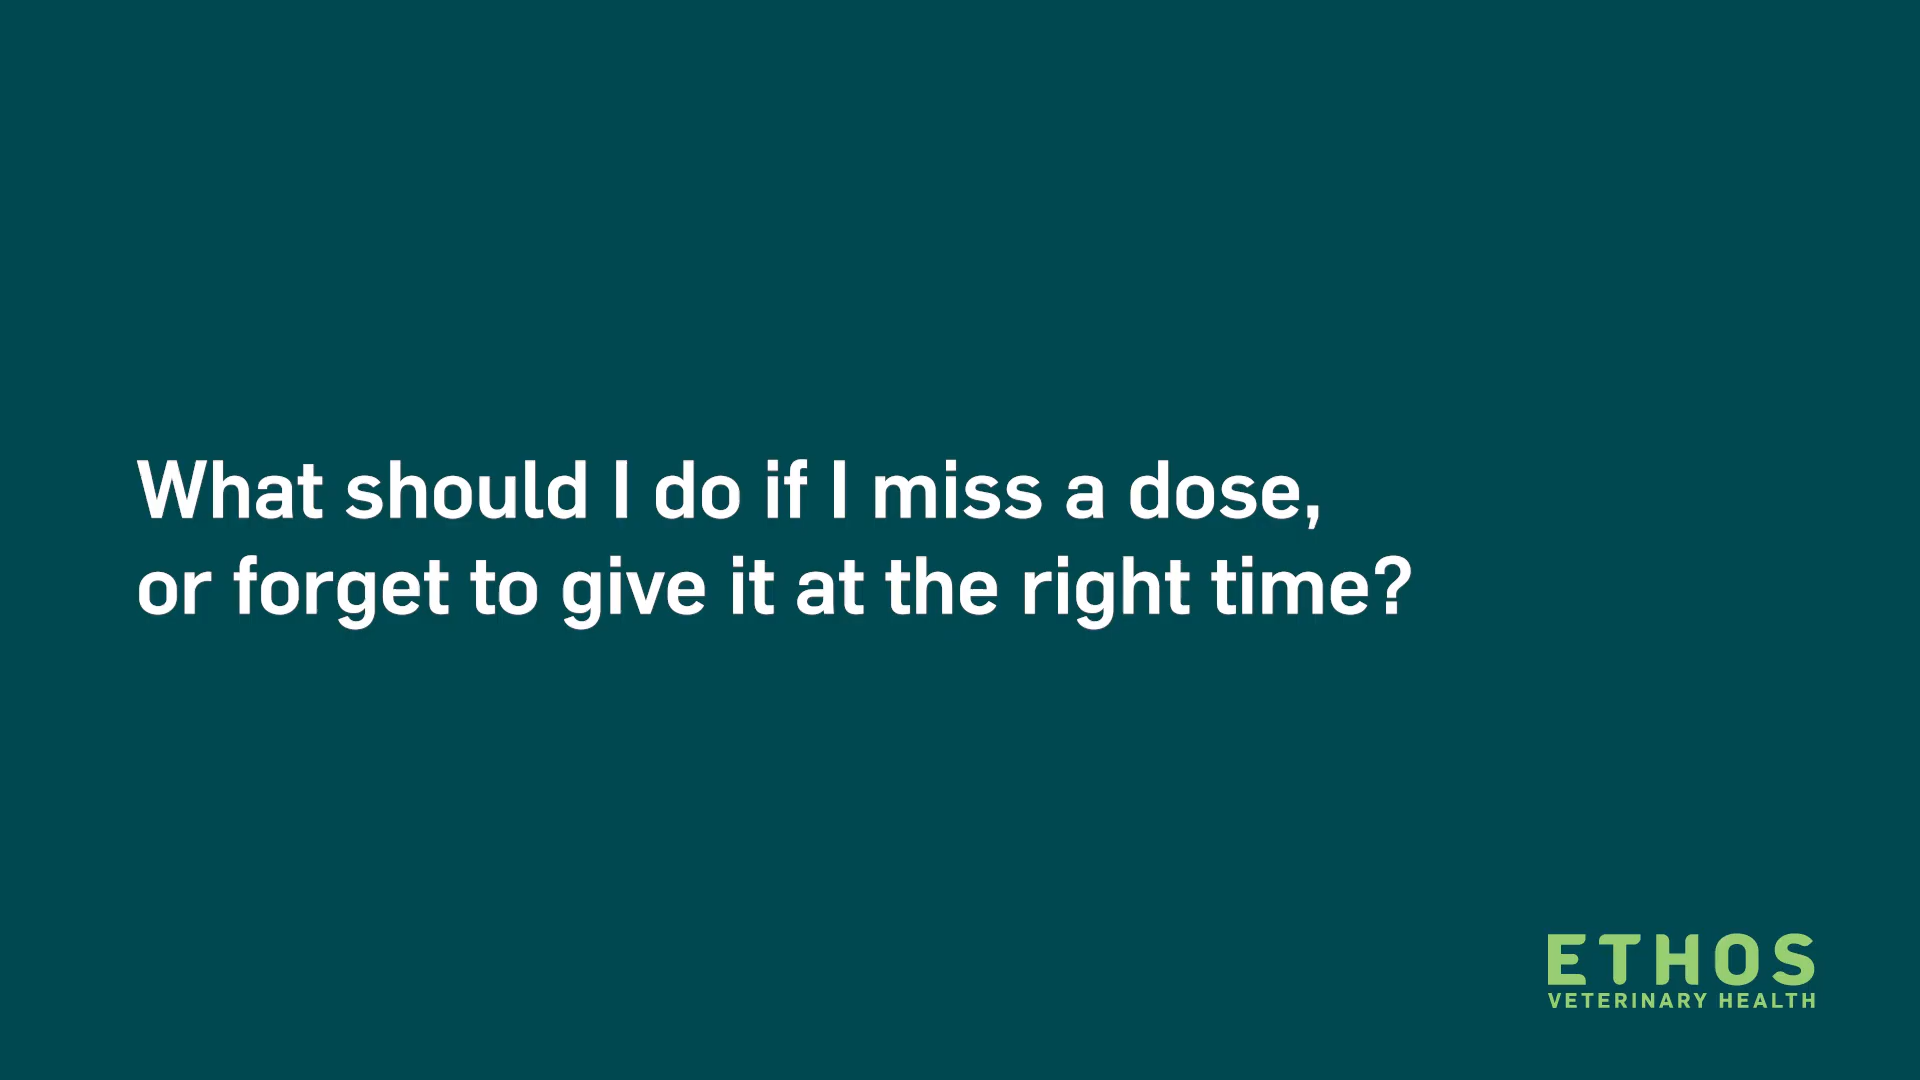 What should I do if I miss a dose,
or forget to give it at the right time?
ETHOS
VETERINARY HEALTH